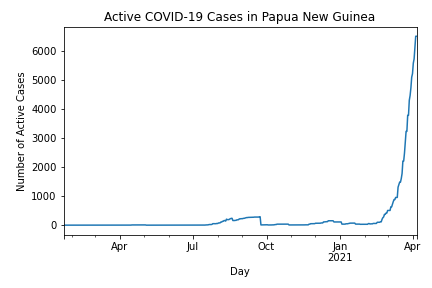 Active COVID-19 Cases in Papua New Guinea
Number of Active Cases
6000
5000
4000
3000
2000
1000
0
Apr Jul Oct Jan Apr
2021
Day